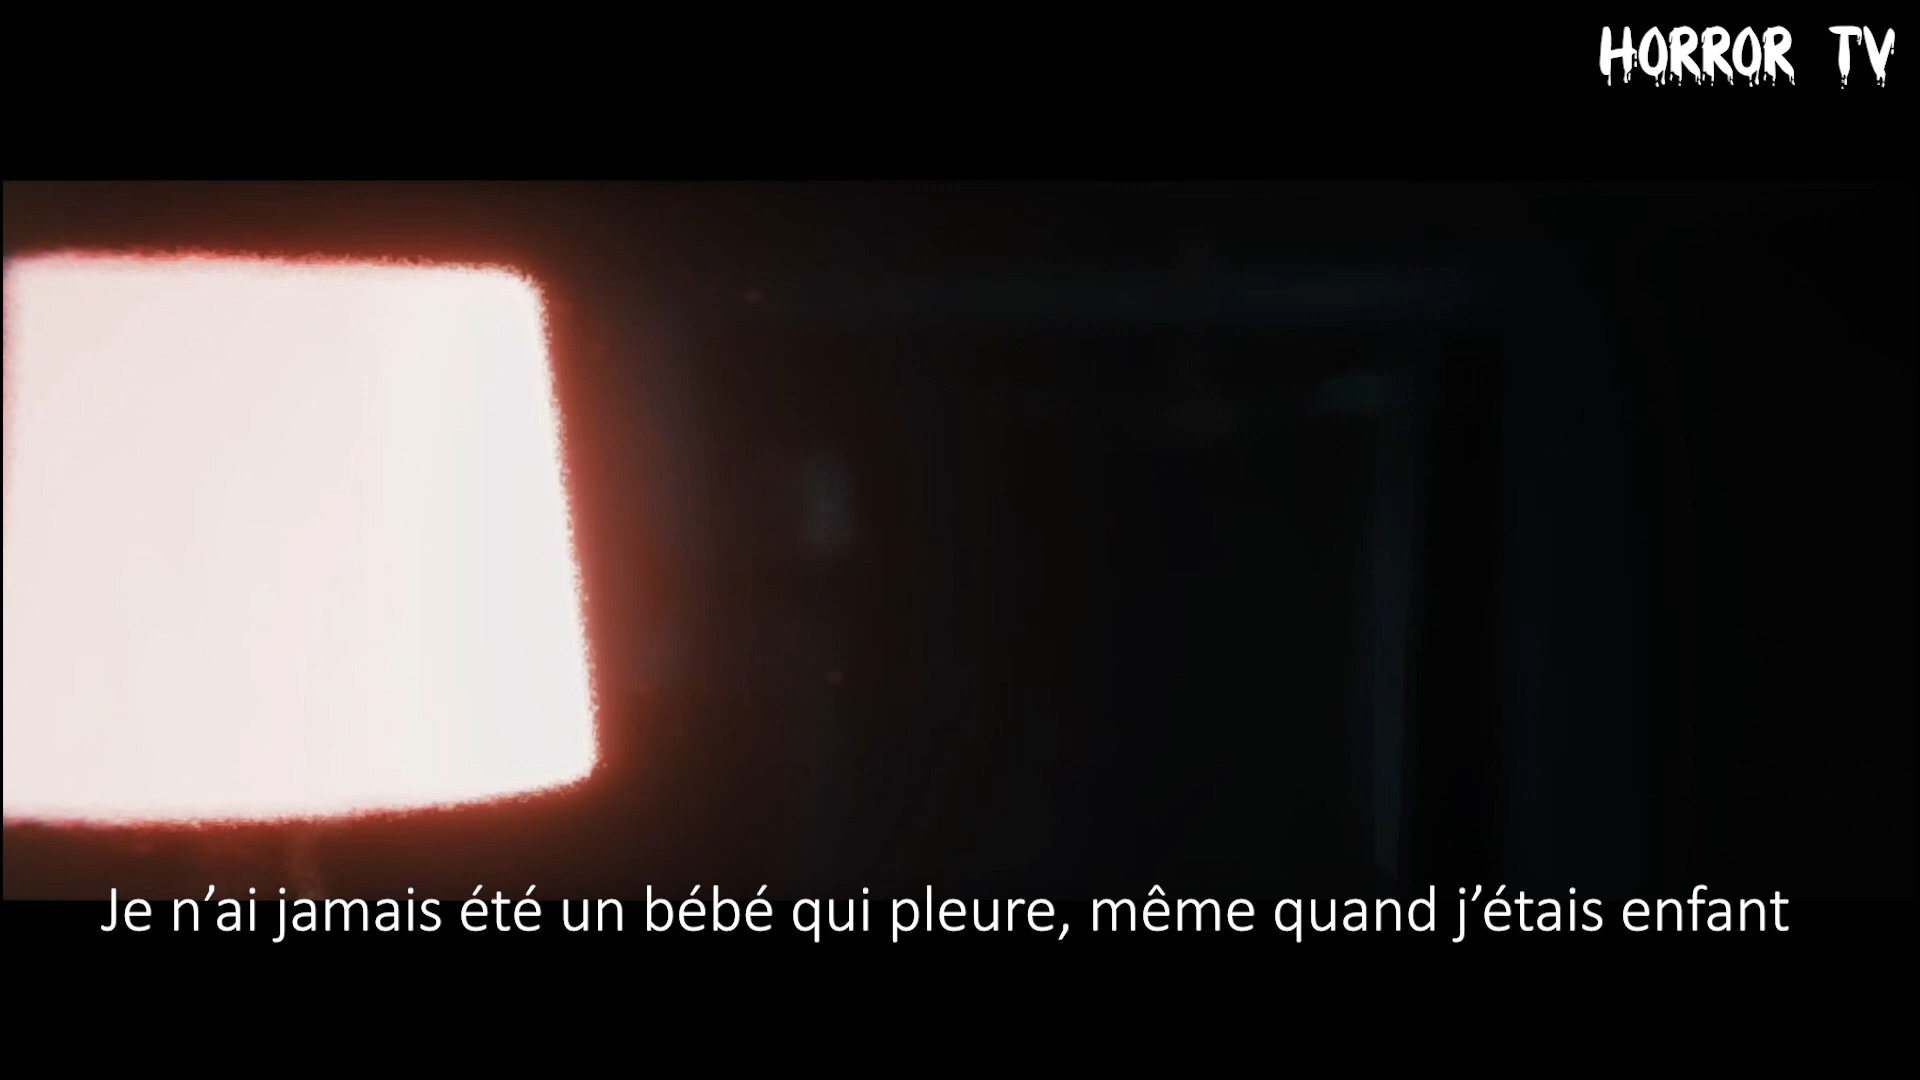 HORROR TV
Je n’ai jamais été un bébé qui pleure, même quand j’étais enfant